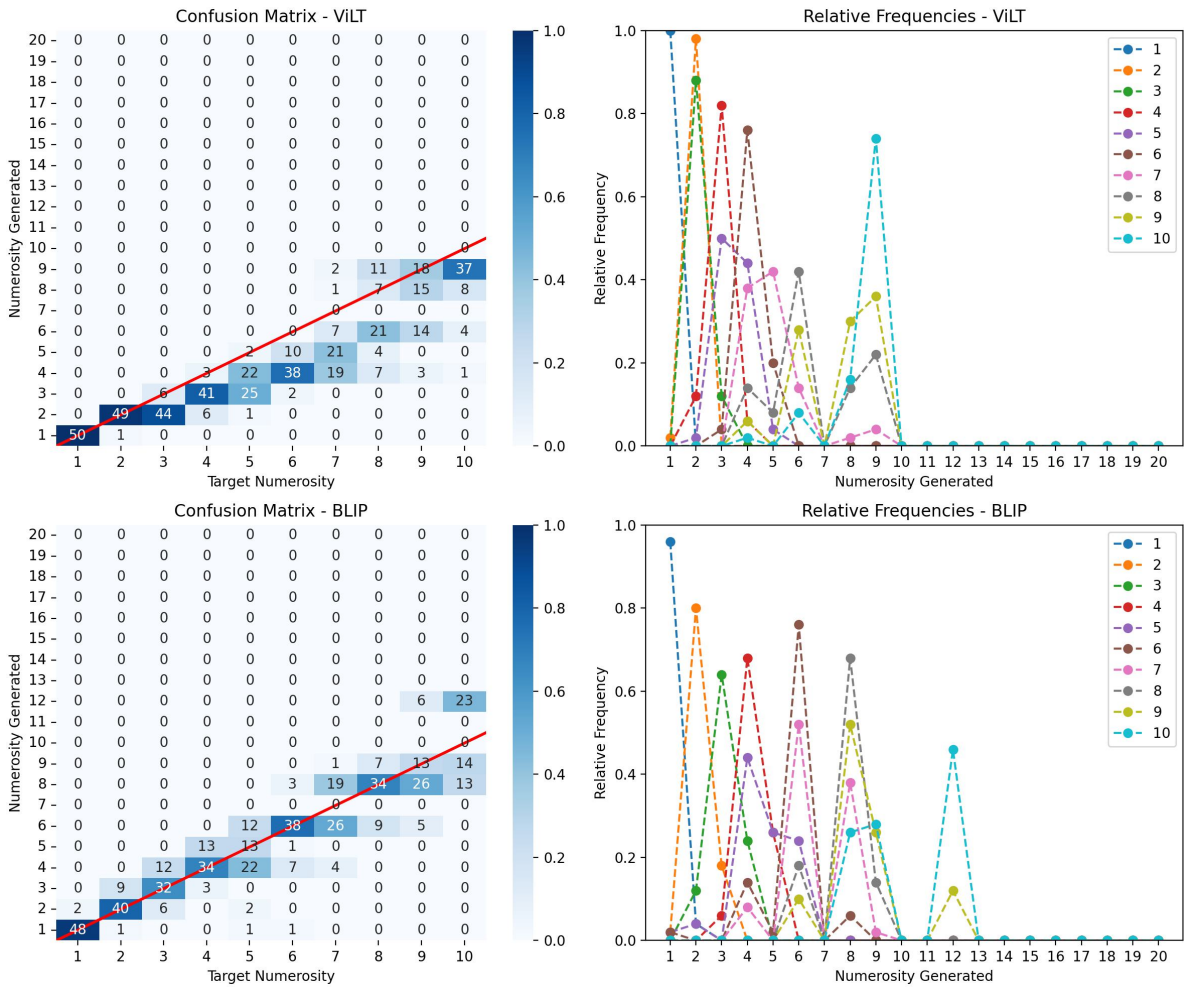 Confusion Matrix - ViLT
Numerosity Generated
20 0 0 0 0 0 0 0 0 0 0
19 0 0 0 0 0 0 0 0 0 0
18 0 0 0 0 0 0 0 0 0 0
17 0 0 0 0 0 0 0 0 0 0
16 0 0 0 0 0 0 0 0 0 0
15 0 0 0 0 0 0 0 0 0 0
14 0 0 0 0 0 0 0 0 0 0
13 0 0 0 0 0 0 0 0 0 0
12 0 0 0 0 0 0 0 0 0 0
11 0 0 0 0 0 0 0 0 0 0
10 0 0 0 0 0 0 0 0 0 0
9 0 0 0 0 0 0 2 11 18 37
8 0 0 0 0 0 0 1 7 15 8
7 0 0 0 0 0 0 0 0 0 0
6 0 0 0 0 0 0 7 21 14 4
5 0 0 0 0 2 10 21 4 0 0
4 0 0 0 3 22 38 19 7 3 1
3 0 0 6 41 25 2 0 0 0 0
2 0 49 44 6 1 0 0 0 0 0
1 50 1 0 0 0 0 0 0 0 0
1 2 3 4 5 6 7 8 9 10
Target Numerosity
1.0
0.8
0.6
0.4
0.2
0.0
Relative Frequencies - ViLT
Relative Frequency
1.0
0.8
0.6
0.4
0.2
0.0
1 2 3 4 5 6 7 8 9 10 11 12 13 14 15 16 17 18 19 20
Numerosity Generated
1
2
3
4
5
6
7
8
9
10
Confusion Matrix - BLIP
Numerosity Generated
20 0 0 0 0 0 0 0 0 0 0
19 0 0 0 0 0 0 0 0 0 0
18 0 0 0 0 0 0 0 0 0 0
17 0 0 0 0 0 0 0 0 0 0
16 0 0 0 0 0 0 0 0 0 0
15 0 0 0 0 0 0 0 0 0 0
14 0 0 0 0 0 0 0 0 0 0
13 0 0 0 0 0 0 0 0 0 0
12 0 0 0 0 0 0 0 0 6 23
11 0 0 0 0 0 0 0 0 0 0
10 0 0 0 0 0 0 0 0 0 0
9 0 0 0 0 0 0 1 7 13 14
8 0 0 0 0 0 3 19 34 26 13
7 0 0 0 0 0 0 0 0 0 0
6 0 0 0 0 12 38 26 9 5 0
5 0 0 0 13 13 1 0 0 0 0
4 0 0 12 34 22 7 4 0 0 0
3 0 9 32 3 0 0 0 0 0 0
2 2 40 6 0 2 0 0 0 0 0
1 48 1 0 0 1 1 0 0 0 0
1 2 3 4 5 6 7 8 9 10
Target Numerosity
1.0
0.8
0.6
0.4
0.2
0.0
Relative Frequencies - BLIP
Relative Frequency
1.0
0.8
0.6
0.4
0.2
0.0
1 2 3 4 5 6 7 8 9 10 11 12 13 14 15 16 17 18 19 20
Numerosity Generated
1
2
3
4
5
6
7
8
9
10